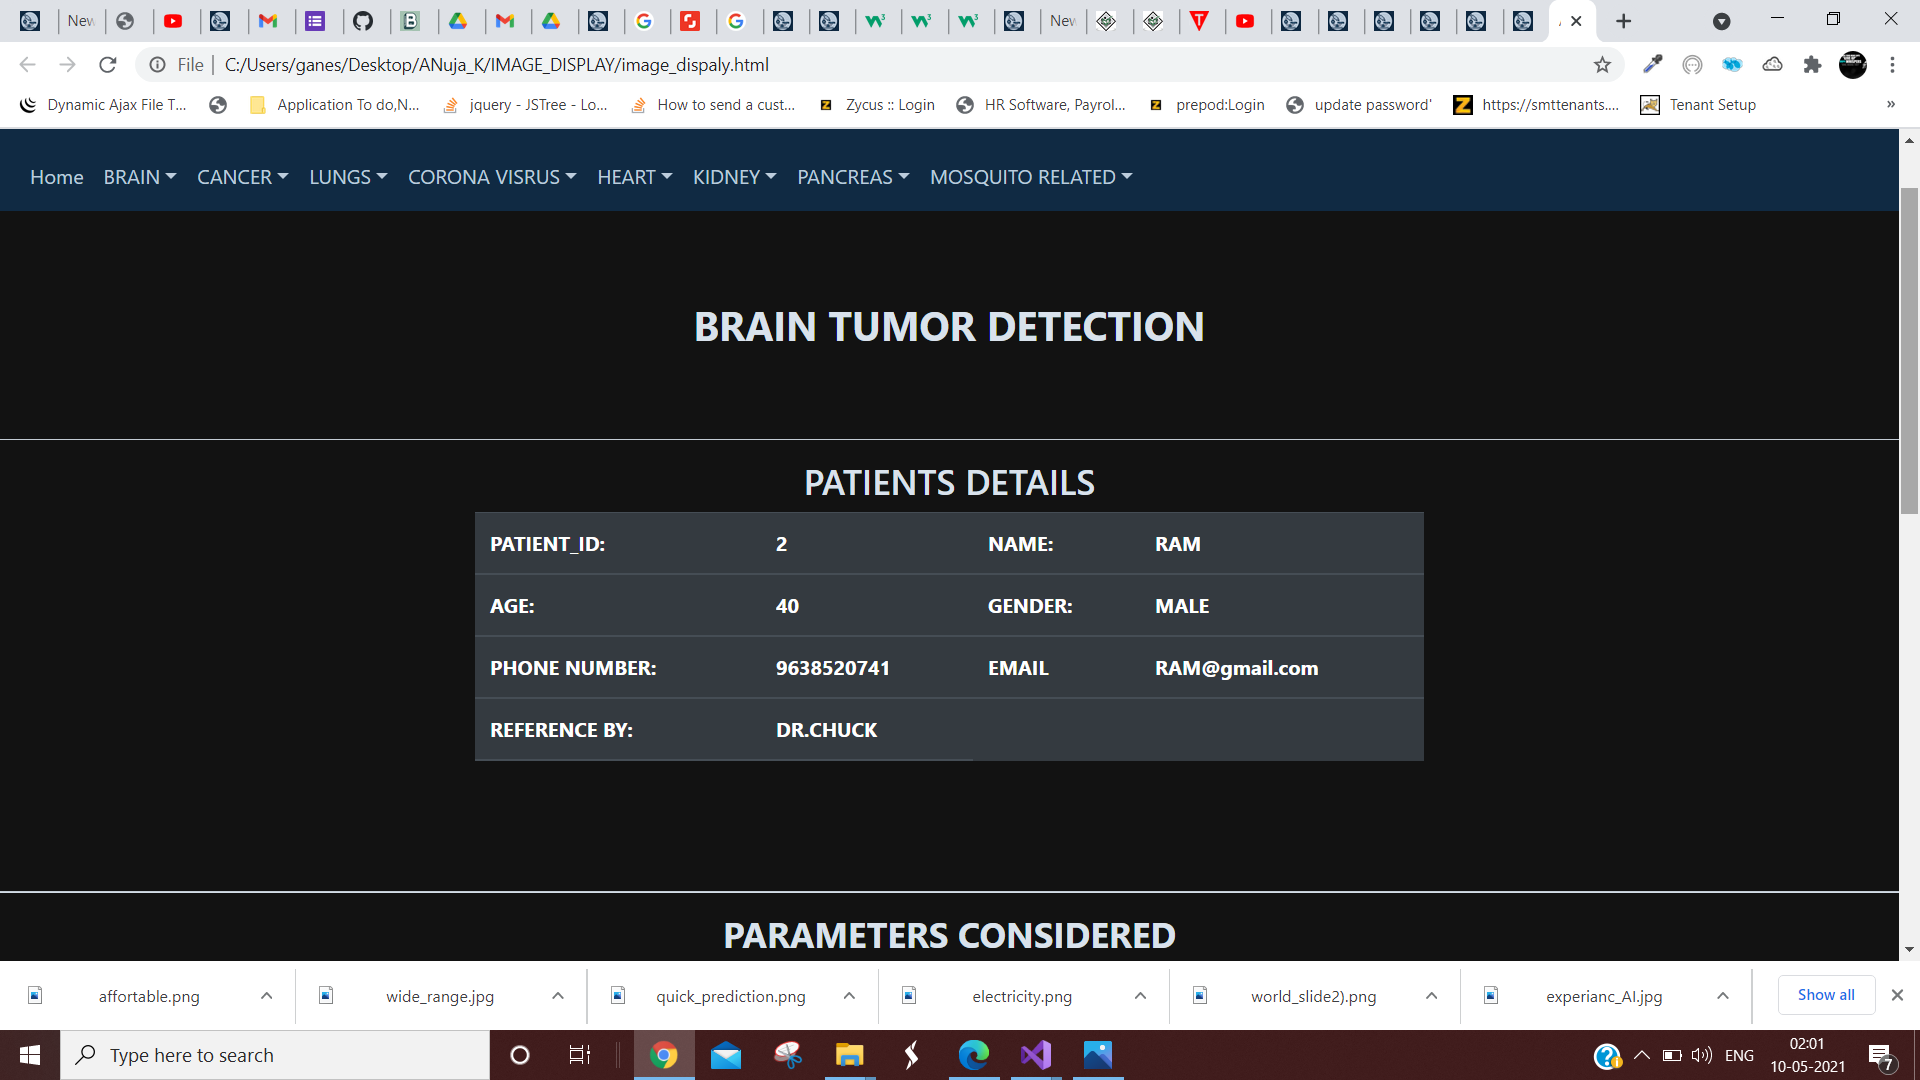 New
New
File
C:/Users/ganes/Desktop/ANuja_K/IMAGE_DISPLAY/image_dispaly.html
Dynamic Ajax File T...
Application To do,N...
jquery - JSTree - Lo...
How to send a cust...
Zycus :: Login
HR Software, Payrol...
prepod:Login
update password'
https://smttenants....
Tenant Setup
»
Home BRAIN CANCER LUNGS CORONA VISRUS HEART KIDNEY PANCREAS MOSQUITO RELATED
BRAIN TUMOR DETECTION
PATIENTS DETAILS
PATIENT_ID: 2 NAME: RAM
AGE: 40 GENDER: MALE
PHONE NUMBER: 9638520741 EMAIL RAM@gmail.com
REFERENCE BY: DR.CHUCK
PARAMETERS CONSIDERED
affortable.png
wide_range.jpg
quick_prediction.png
electricity.png
world_slide2).png
experianc_AI.jpg
Show all
Type here to search
ENG
02:01
10-05-2021
7